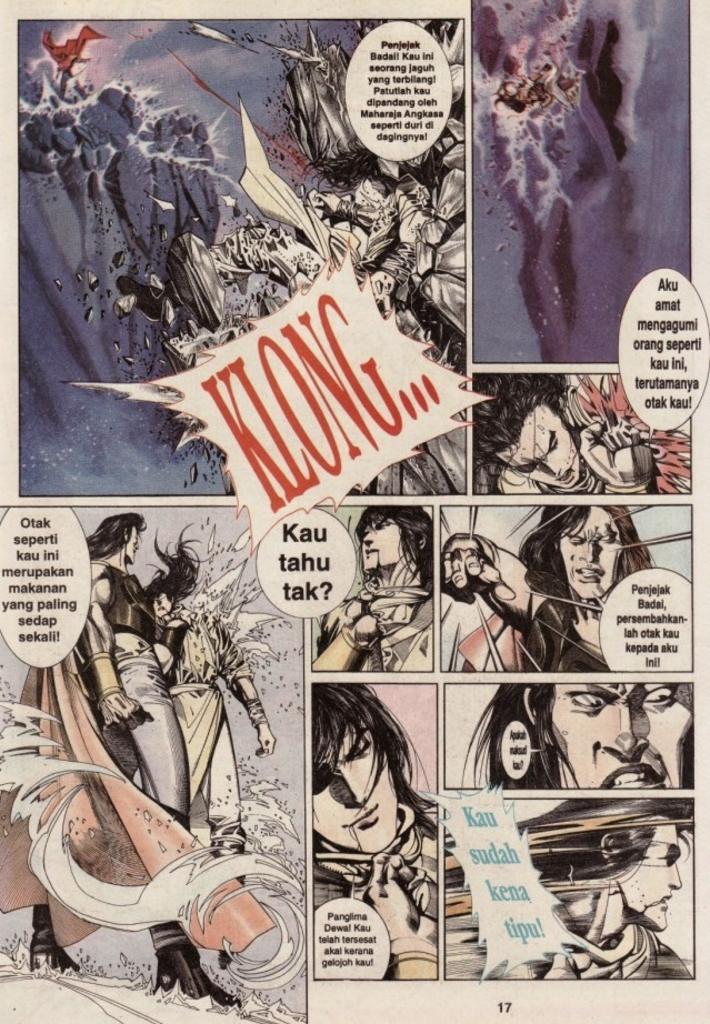 Penjejak
Badai! Kau ini
seorang jaguh
yang terbilang!
Patutlah kau
dipandang oleh
Maharaja Angkasa
seperti duri di
dagingnya!
KLONG...
Aku
amat
mengagumi
orang seperti
kau ini,
terutamanya
otak kau!
Otak
seperti
kau ini
merupakan
makanan
yang paling
sedap
sekali!
Kau
tahu
tak?
Penjejak
Badai,
persembahkan-
lah otak kau
kepada aku
ini!
Panglima
Dewa! Kau
telah tersesat
akal kerana
gelojoh kau!
Apakah
maksud
kau?
Kau
sudah
kena
tipu!
17